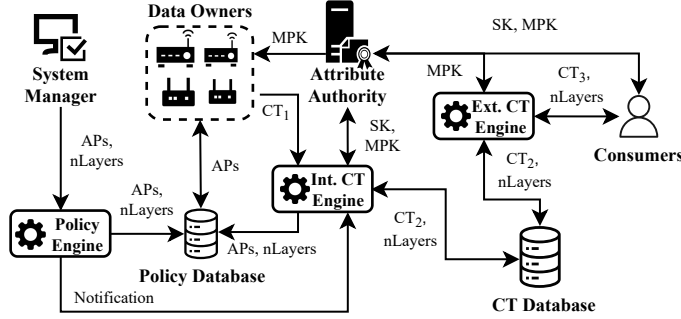 Data Owners
MPK
SK, MPK
System
Manager
Attribute
Authority
MPK
CT3,
nLayers
Ext. CT
Engine
Consumers
CT1
APs,
nLayers
APs
SK,
MPK
CT2,
nLayers
APs,
nLayers
Int. CT
Engine
Policy
Engine
CT2,
nLayers
APs, nLayers
Policy Database
Notification
CT Database